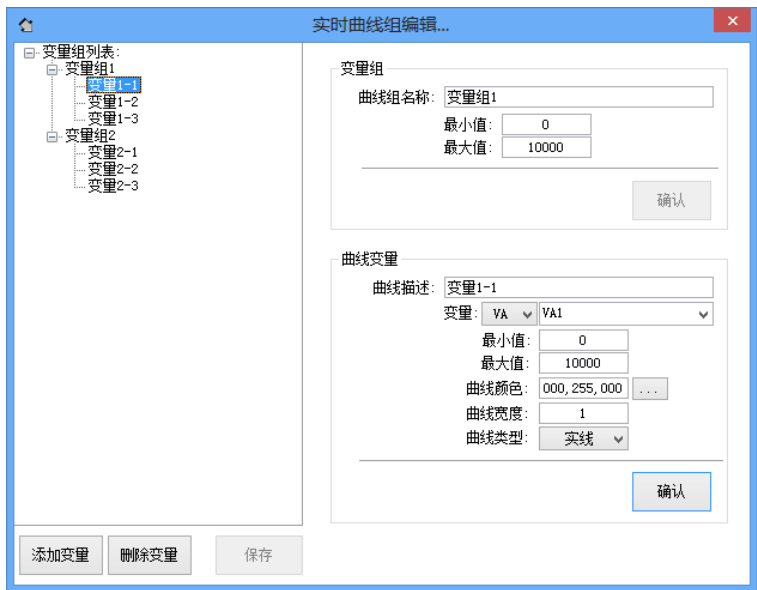 实时曲线组编辑...
变量组列表:
变量组1
变量1-1
变量1-2
变量1-3
变量组2
变量2-1
变量2-2
变量2-3
添加变量 删除变量 保存
变量组
曲线组名称: 变量组1
最小值: 0
最大值: 10000
确认
曲线变量
曲线描述: 变量1-1
变量: VA VA1
最小值: 0
最大值: 10000
曲线颜色: 000,255,000 ...
曲线宽度: 1
曲线类型: 实线
确认